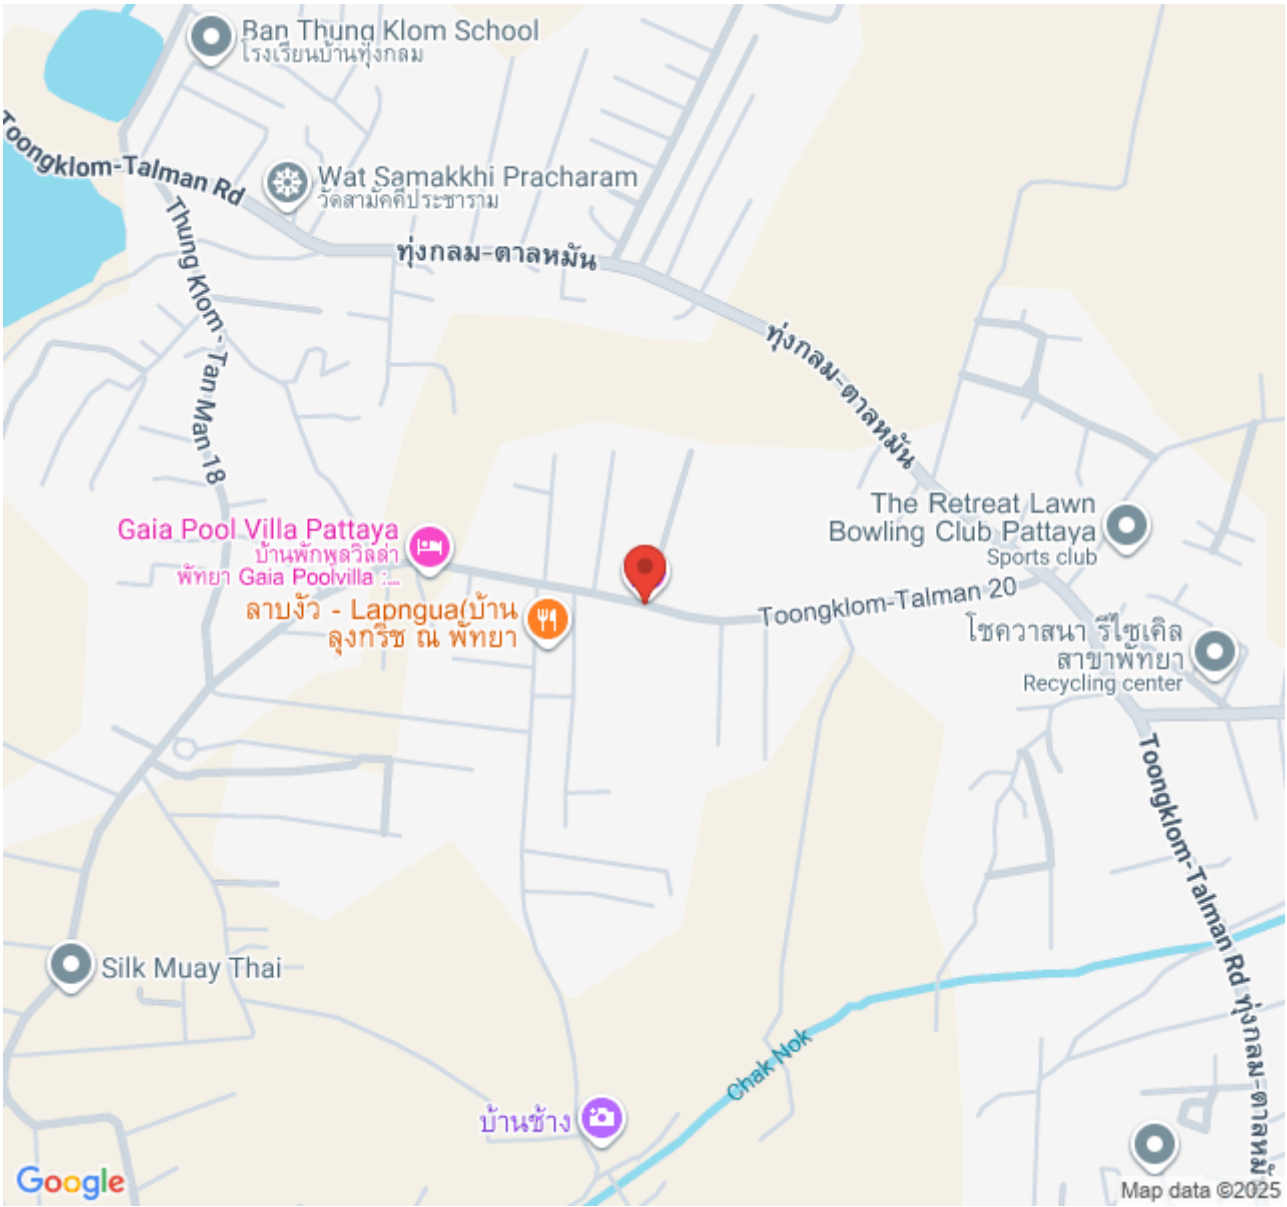 Ban Thung Klom School
โรงเรียนบ้านทุ่งกลม
Toongklom-Talman Rd
Wat Samakkhi Pracharam
วัดสามัคคีประชาราม
ทุ่งกลม-ตาลหมัน
Thung Klom - Tan Man 18
ทุ่งกลม-ตาลหมัน
The Retreat Lawn
Bowling Club Pattaya
Sports club
Gaia Pool Villa Pattaya
บ้านพักพูลวิลล่า
พัทยา Gaia Poolvilla :...
ลาบงัว - Lapngua(บ้าน
ลุงกริช ณ พัทยา
Toongklom-Talman 20
โชควาสนา รีไซเคิล
สาขาพัทยา
Recycling center
Toongklom-Talman Rd ทุ่งกลม-ตาลหมั
Silk Muay Thai
Chak Nok
บ้านช้าง
Google
Map data ©2025